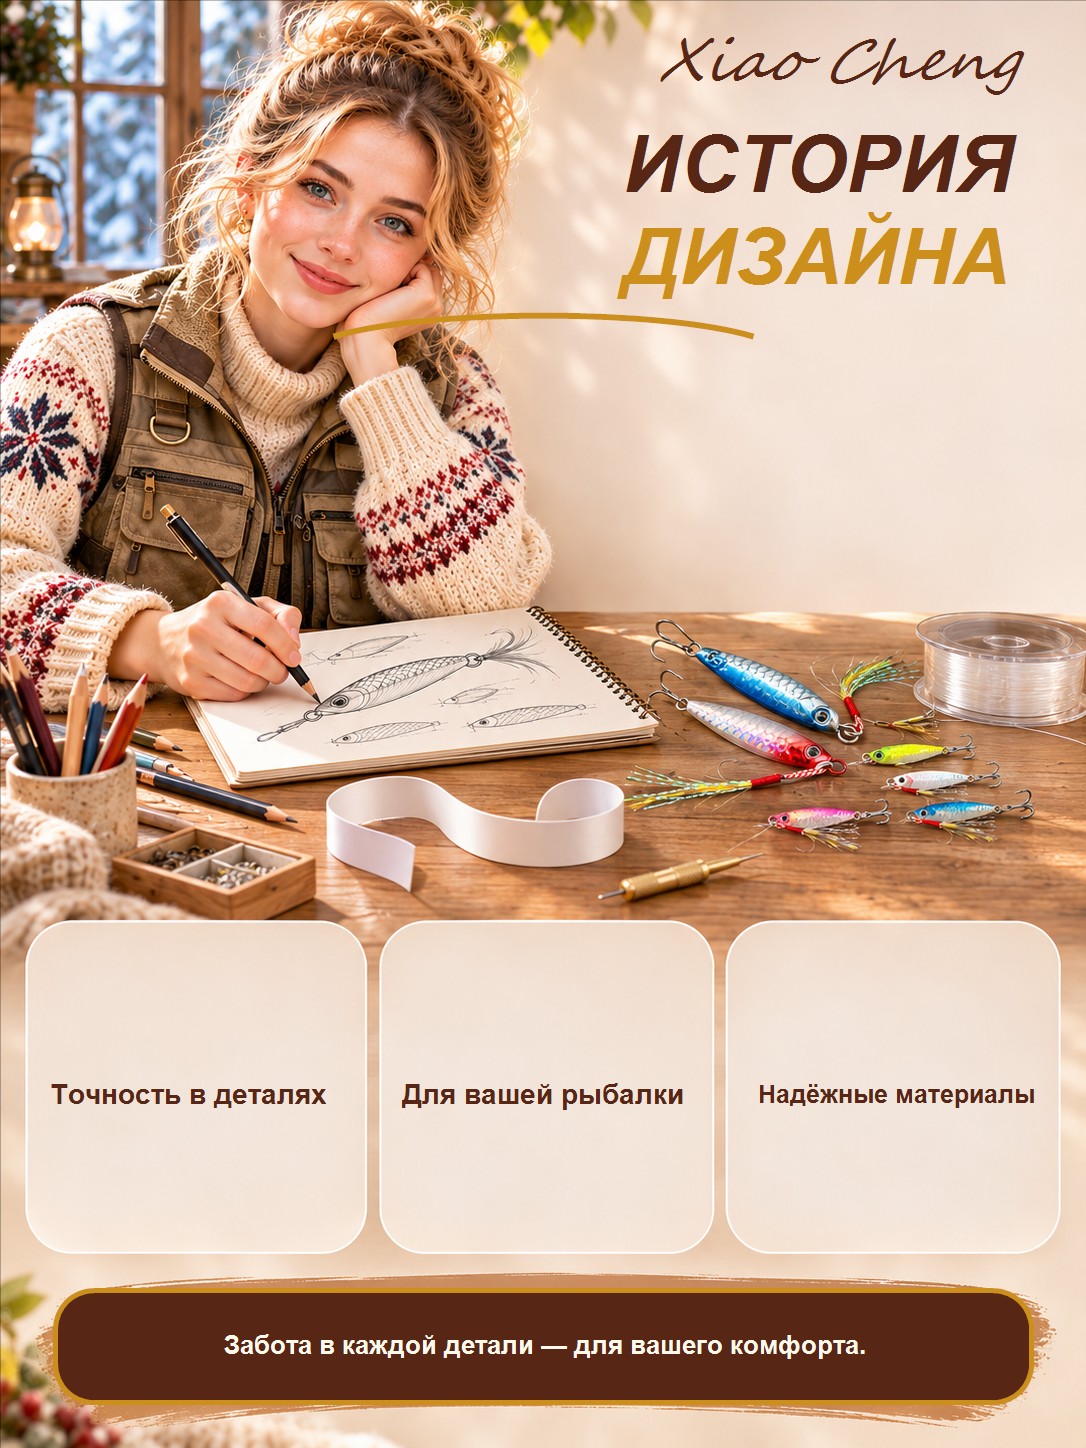 Xiao Cheng
ИСТОРИЯ
ДИЗАЙНА
Точность в деталях
Для вашей рыбалки
Надёжные материалы
Забота в каждой детали — для вашего комфорта.